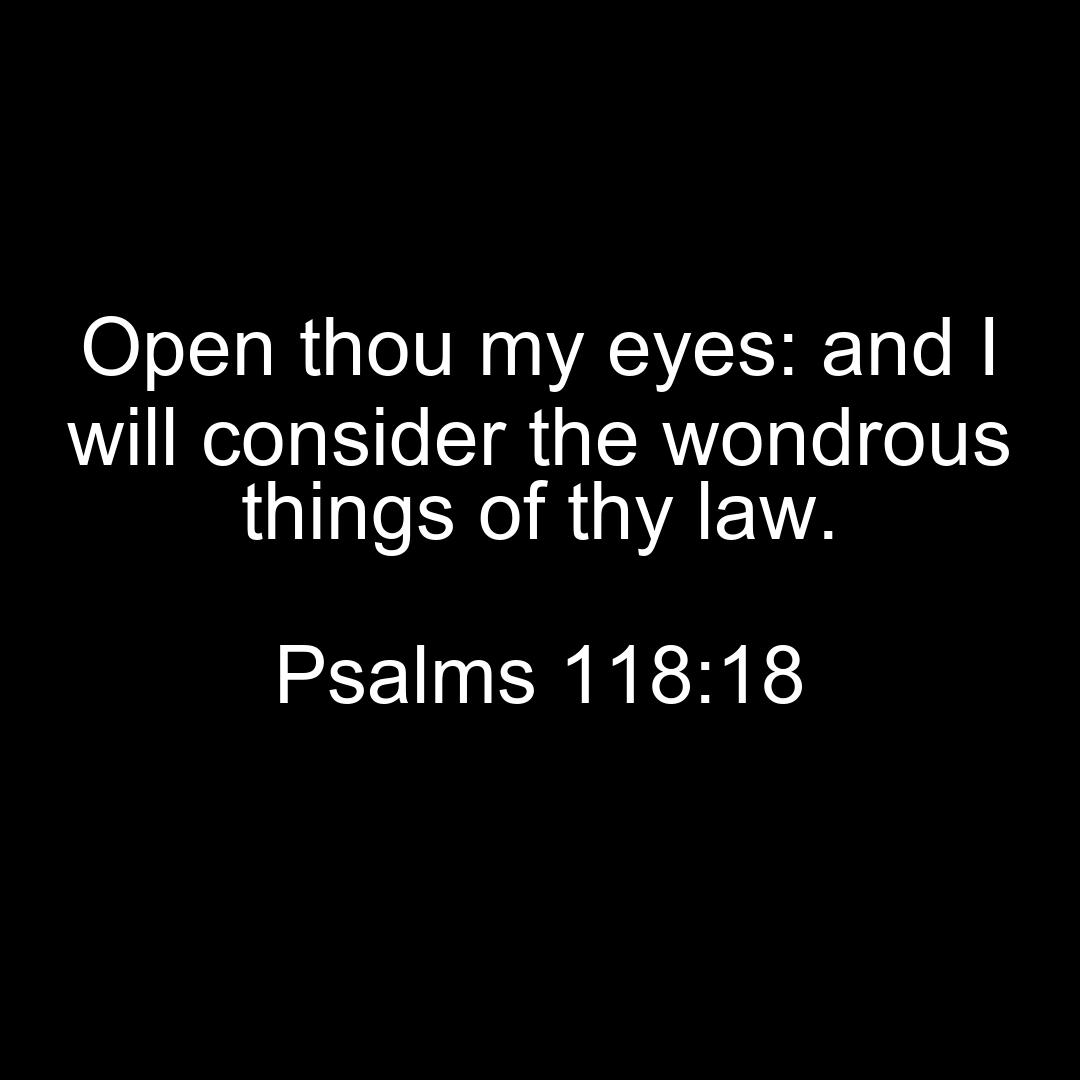 Open thou my eyes: and I
will consider the wondrous
things of thy law.
Psalms 118:18